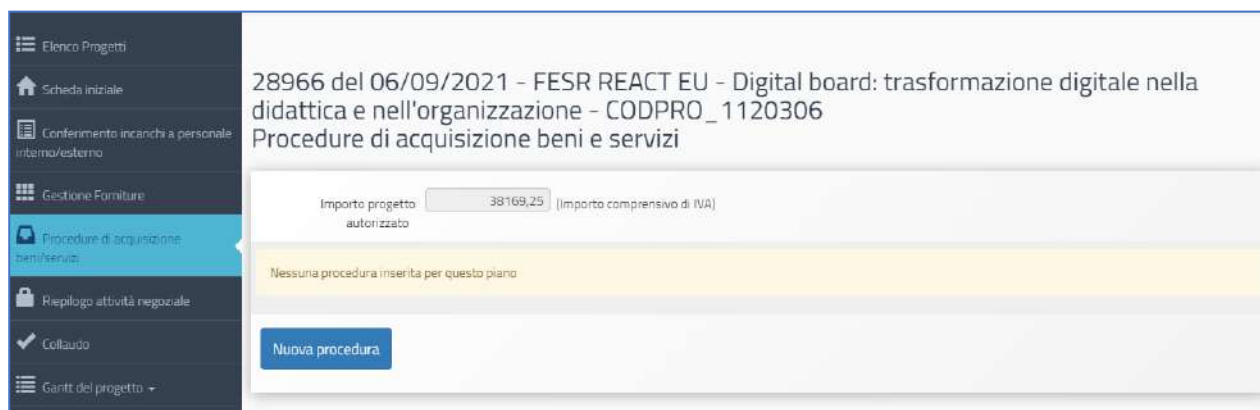 Elenco Progetti
Scheda iniziale
Conferimento incarichi a personale
interno/esterno
Gestione Forniture
Procedure di acquisizione
beni/servizi
Riepilogo attività negoziale
Collaudo
Gantt del progetto
28966 del 06/09/2021 - FESR REACT EU - Digital board: trasformazione digitale nella
didattica e nell'organizzazione - CODPRO_1120306
Procedure di acquisizione beni e servizi
Importo progetto 38169,25 (Importo comprensivo di IVA)
autorizzato
Nessuna procedura inserita per questo piano
Nuova procedura